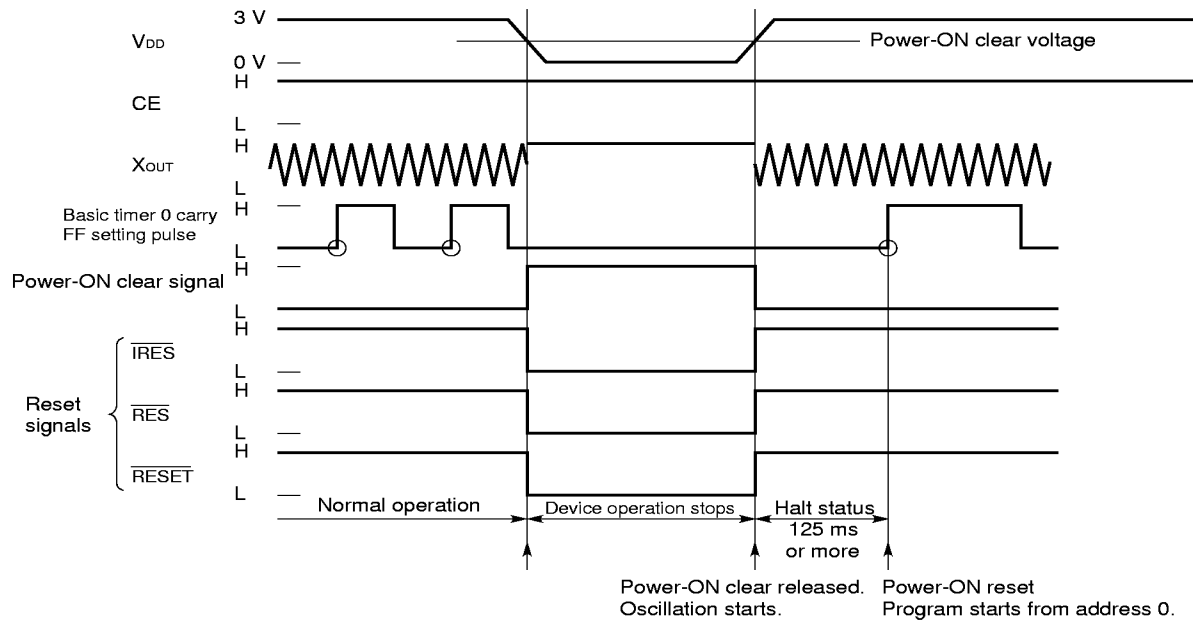 3 V
VDD
Power-ON clear voltage
0 V
H
CE
L
H
XOUT
L
H
Basic timer 0 carry
FF setting pulse
L
H
Power-ON clear signal
L
H
IRES
L
H
Reset
signals
RES
L
H
RESET
L
Normal operation
Device operation stops
Halt status
125 ms
or more
Power-ON clear released.
Oscillation starts.
Power-ON reset
Program starts from address 0.